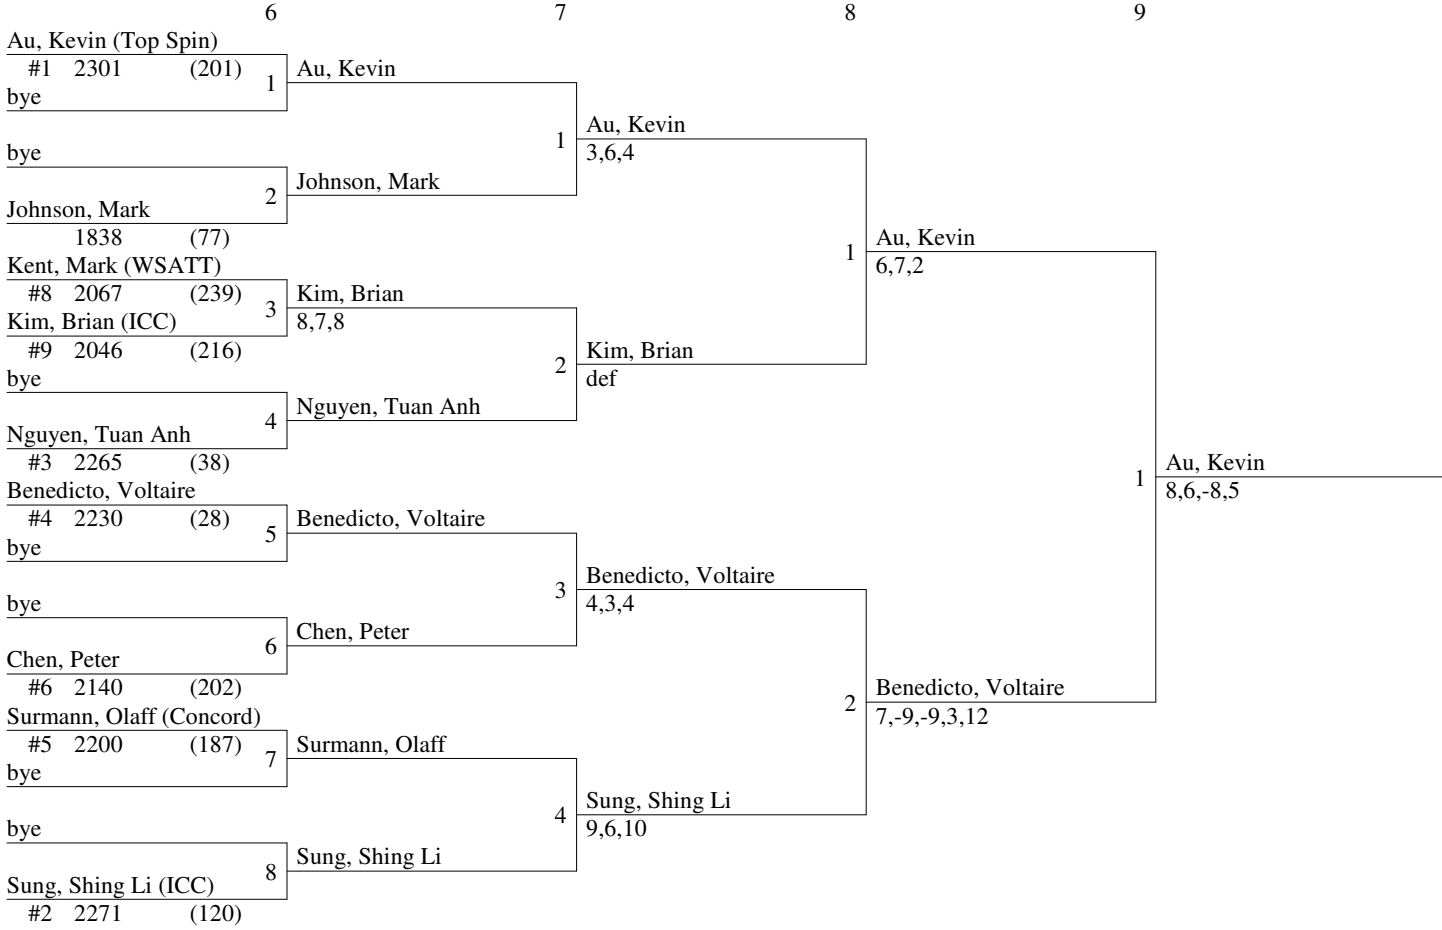 6 7 8 9
Au, Kevin (Top Spin)
#1 2301 (201)
1
Au, Kevin
bye
1
Au, Kevin
3,6,4
bye
2
Johnson, Mark
Johnson, Mark
1838 (77)
1
Au, Kevin
6,7,2
Kent, Mark (WSATT)
#8 2067 (239)
3
Kim, Brian
8,7,8
Kim, Brian (ICC)
#9 2046 (216)
2
Kim, Brian
def
bye
4
Nguyen, Tuan Anh
Nguyen, Tuan Anh
#3 2265 (38)
1
Au, Kevin
8,6,-8,5
Benedicto, Voltaire
#4 2230 (28)
5
Benedicto, Voltaire
bye
3
Benedicto, Voltaire
4,3,4
bye
6
Chen, Peter
Chen, Peter
#6 2140 (202)
2
Benedicto, Voltaire
7,-9,-9,3,12
Surmann, Olaff (Concord)
#5 2200 (187)
7
Surmann, Olaff
bye
4
Sung, Shing Li
9,6,10
bye
8
Sung, Shing Li
Sung, Shing Li (ICC)
#2 2271 (120)